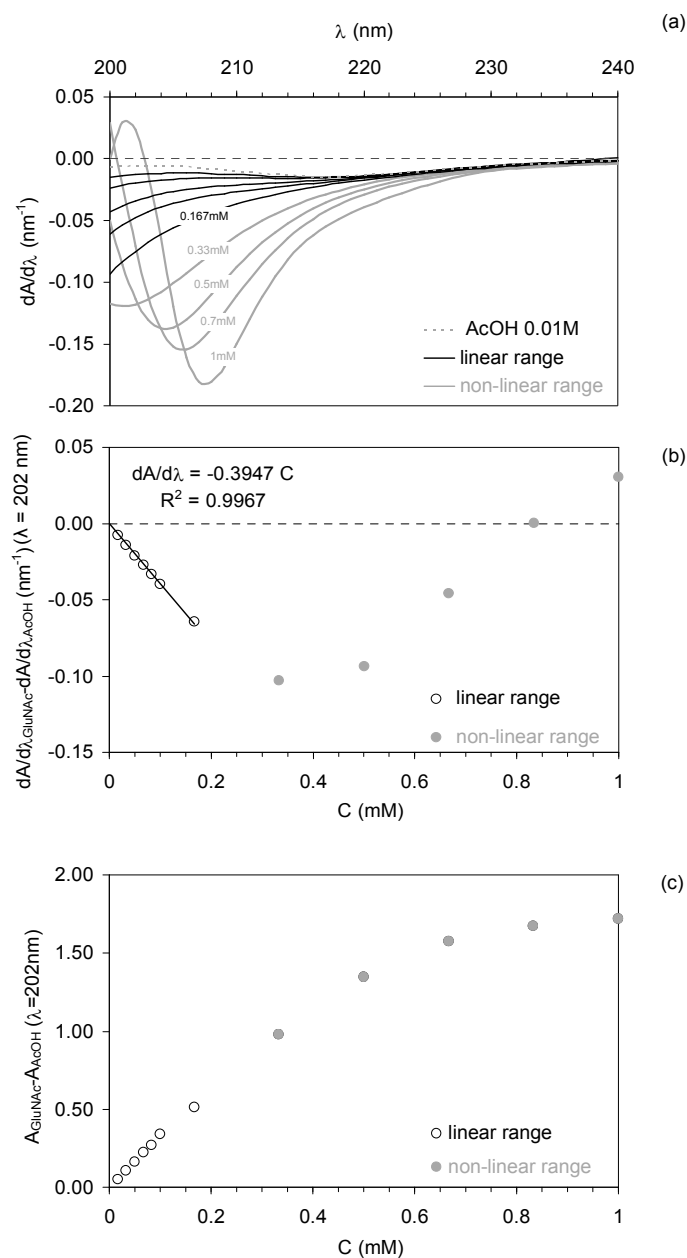 (a)
λ (nm)
200 210 220 230 240
0.05
0.00
-0.05
-0.10
-0.15
-0.20
dA/dλ (nm⁻¹)
0.167mM
0.33mM
0.5mM
0.7mM
1mM
AcOH 0.01M
linear range
non-linear range
(b)
0.05
0.00
-0.05
-0.10
-0.15
dA/dλGluNAc-dA/dλAcOH (nm⁻¹) (λ = 202 nm)
dA/dλ = -0.3947 C
R² = 0.9967
linear range
non-linear range
0 0.2 0.4 0.6 0.8 1
C (mM)
(c)
2.00
1.50
1.00
0.50
0.00
AGluNAc-AAcOH (λ=202nm)
linear range
non-linear range
0 0.2 0.4 0.6 0.8 1
C (mM)